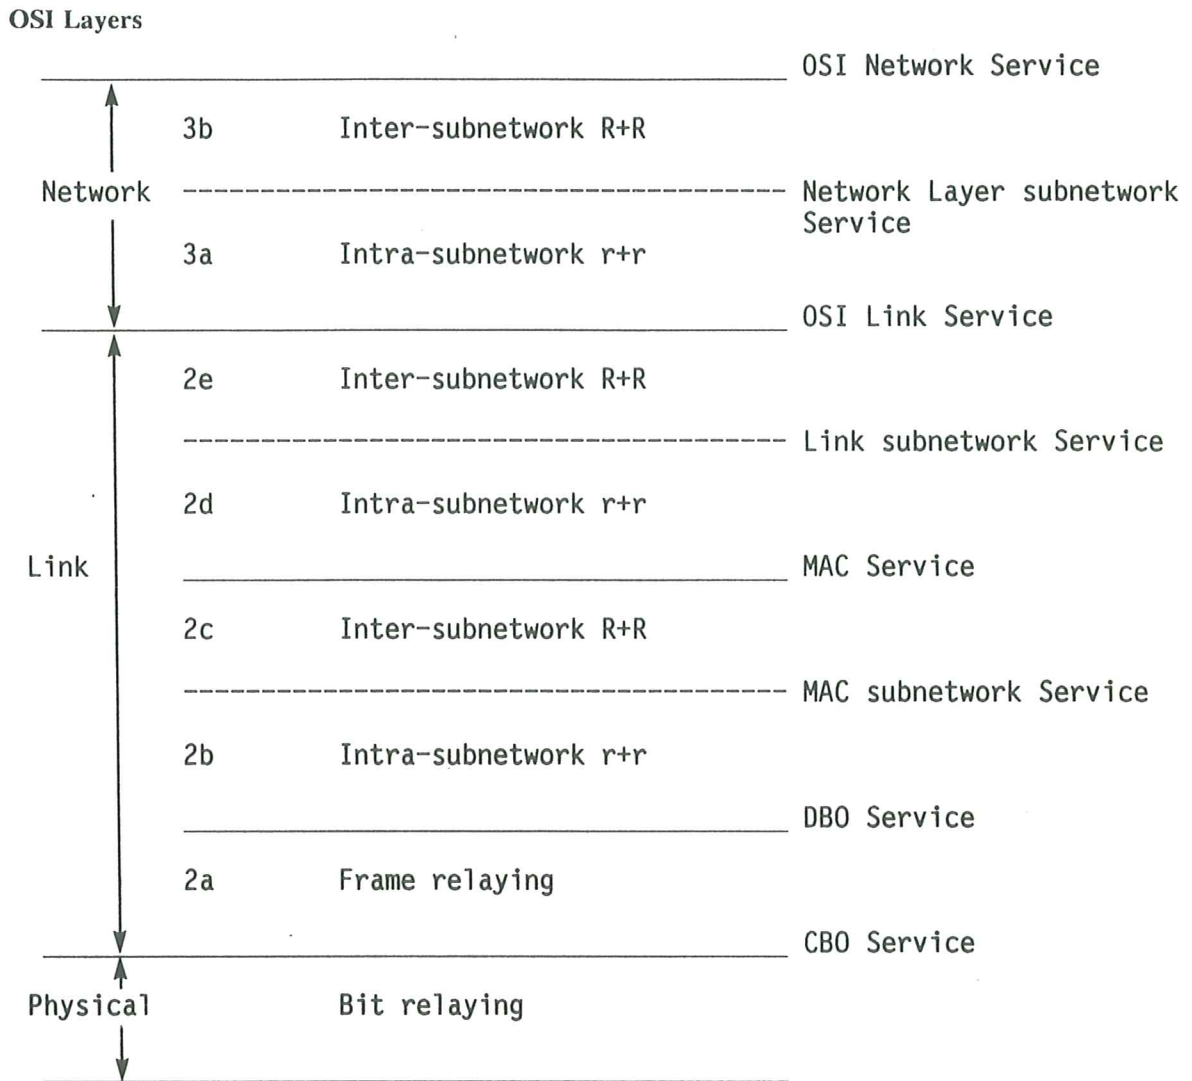 OSI Layers
OSI Network Service
3b Inter-subnetwork R+R
Network
Network Layer subnetwork
Service
3a Intra-subnetwork r+r
OSI Link Service
2e Inter-subnetwork R+R
Link subnetwork Service
2d Intra-subnetwork r+r
Link
MAC Service
2c Inter-subnetwork R+R
MAC subnetwork Service
2b Intra-subnetwork r+r
DBO Service
2a Frame relaying
CBO Service
Physical Bit relaying